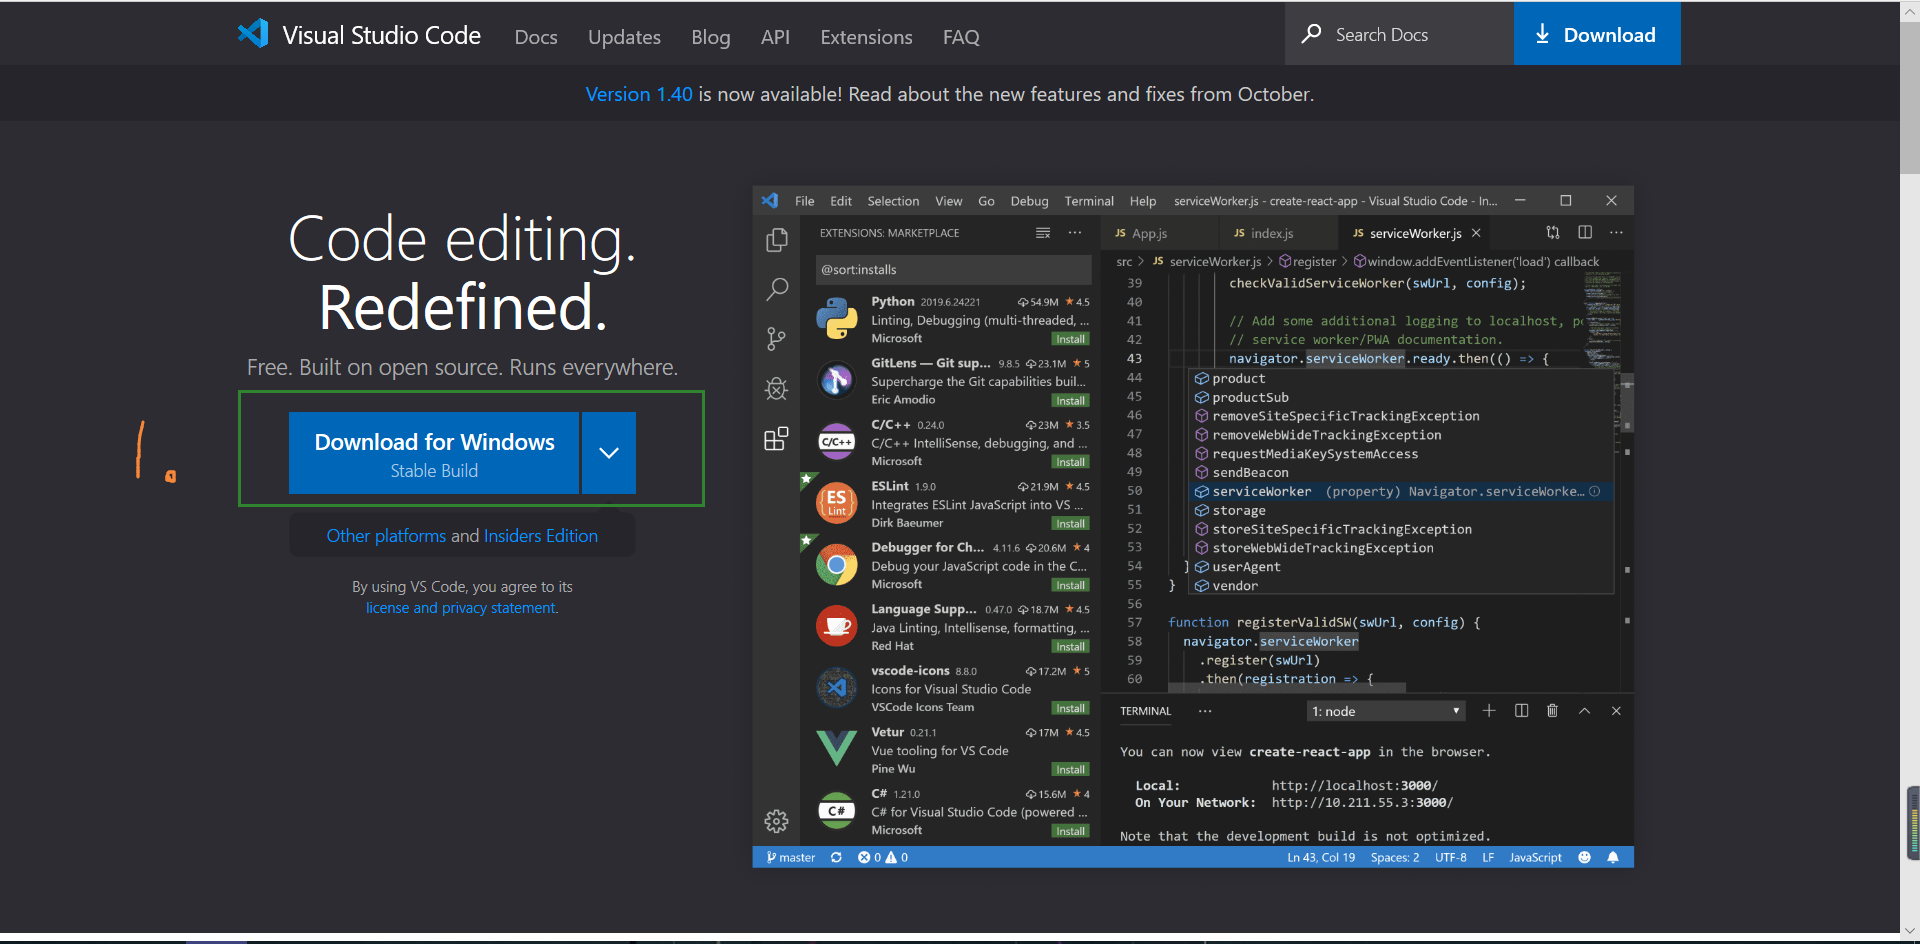 Visual Studio Code Docs Updates Blog API Extensions FAQ Search Docs Download
Version 1.40 is now available! Read about the new features and fixes from October.
Code editing.
Redefined.
Free. Built on open source. Runs everywhere.
1.
Download for Windows
Stable Build
Other platforms and Insiders Edition
By using VS Code, you agree to its
license and privacy statement.
File Edit Selection View Go Debug Terminal Help serviceWorker.js - create-react-app - Visual Studio Code - In...
EXTENSIONS: MARKETPLACE
@sort:installs
Python 2019.6.24221 54.9M ★ 4.5
Linting, Debugging (multi-threaded, ...
Microsoft Install
GitLens — Git sup... 9.8.5 23.1M ★ 5
Supercharge the Git capabilities buil...
Eric Amodio Install
C/C++
C/C++ 0.24.0 23M ★ 3.5
C/C++ IntelliSense, debugging, and ...
Microsoft Install
ES
Lint
ESLint 1.9.0 21.9M ★ 4.5
Integrates ESLint JavaScript into VS ...
Dirk Baeumer Install
Debugger for Ch... 4.11.6 20.6M ★ 4
Debug your JavaScript code in the C...
Microsoft Install
Language Supp... 0.47.0 18.7M ★ 4.5
Java Linting, Intellisense, formatting, ...
Red Hat Install
vscode-icons 8.8.0 17.2M ★ 5
Icons for Visual Studio Code
VSCode Icons Team Install
Vetur 0.21.1 17M ★ 4.5
Vue tooling for VS Code
Pine Wu Install
C#
C# 1.21.0 15.6M ★ 4
C# for Visual Studio Code (powered ...
Microsoft Install
JS App.js JS index.js JS serviceWorker.js
src > JS serviceWorker.js > register > window.addEventListener('load') callback
39 checkValidServiceWorker(swUrl, config);
40
41 // Add some additional logging to localhost, p
42 // service worker/PWA documentation.
43 navigator.serviceWorker.ready.then(() => {
44 product
45 productSub
46 removeSiteSpecificTrackingException
47 removeWebWideTrackingException
48 requestMediaKeySystemAccess
49 sendBeacon
50 serviceWorker (property) Navigator.serviceWorke...
51 storage
52 storeSiteSpecificTrackingException
53 storeWebWideTrackingException
54 } userAgent
55 } vendor
56
57 function registerValidSW(swUrl, config) {
58 navigator.serviceWorker
59 .register(swUrl)
60 .then(registration => {
TERMINAL ... 1: node
You can now view create-react-app in the browser.
Local: http://localhost:3000/
On Your Network: http://10.211.55.3:3000/
Note that the development build is not optimized.
master 0 0 Ln 43, Col 19 Spaces: 2 UTF-8 LF JavaScript